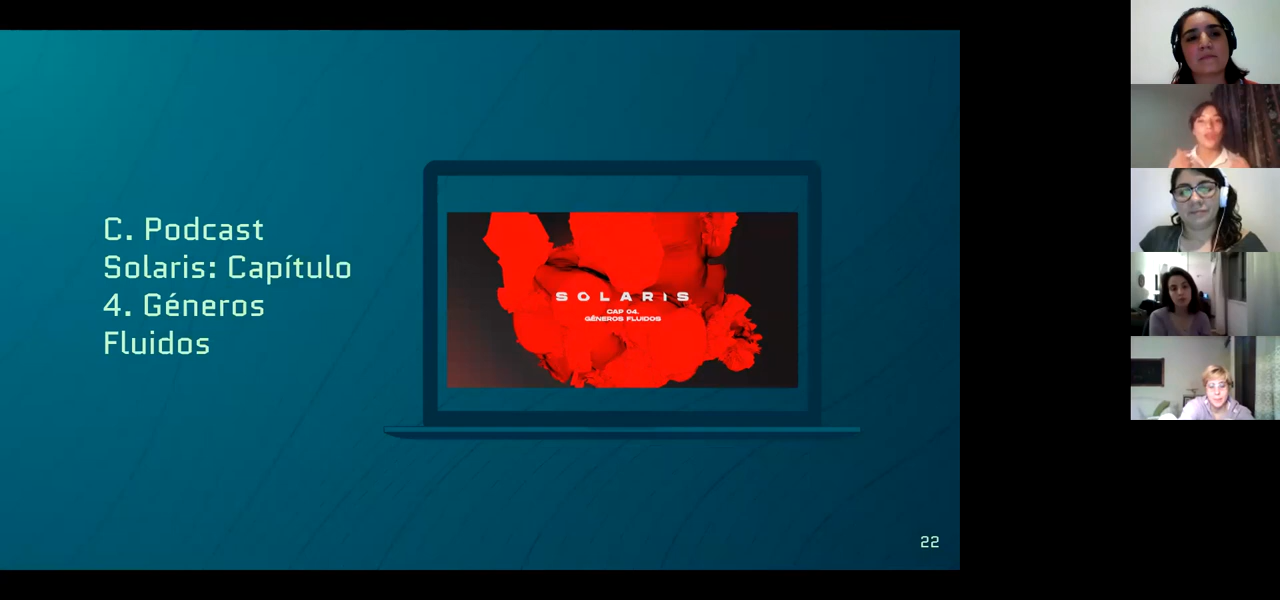 C. Podcast
Solaris: Capítulo
4. Géneros
Fluidos
SOLARIS
CAP 04.
GÉNEROS FLUIDOS
22